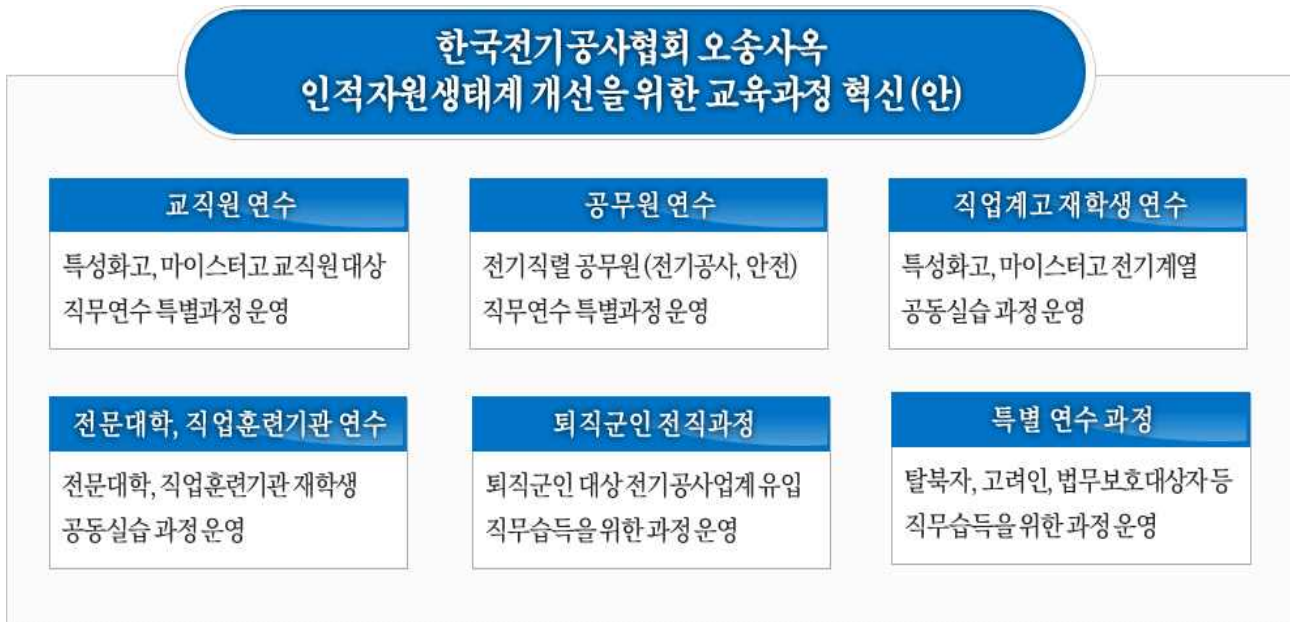 한국전기공사협회 오송사옥
인적자원생태계 개선을 위한 교육과정 혁신(안)
교직원 연수
특성화고, 마이스터고 교직원 대상
직무연수 특별과정 운영
공무원 연수
전기직렬 공무원(전기공사, 안전)
직무연수 특별과정 운영
직업계고 재학생 연수
특성화고, 마이스터고 전기계열
공동실습 과정 운영
전문대학, 직업훈련기관 연수
전문대학, 직업훈련기관 재학생
공동실습 과정 운영
퇴직군인 전직과정
퇴직군인 대상 전기공사업계 유입
직무습득을 위한 과정 운영
특별 연수 과정
탈북자, 고려인, 법무보호대상자 등
직무습득을 위한 과정 운영